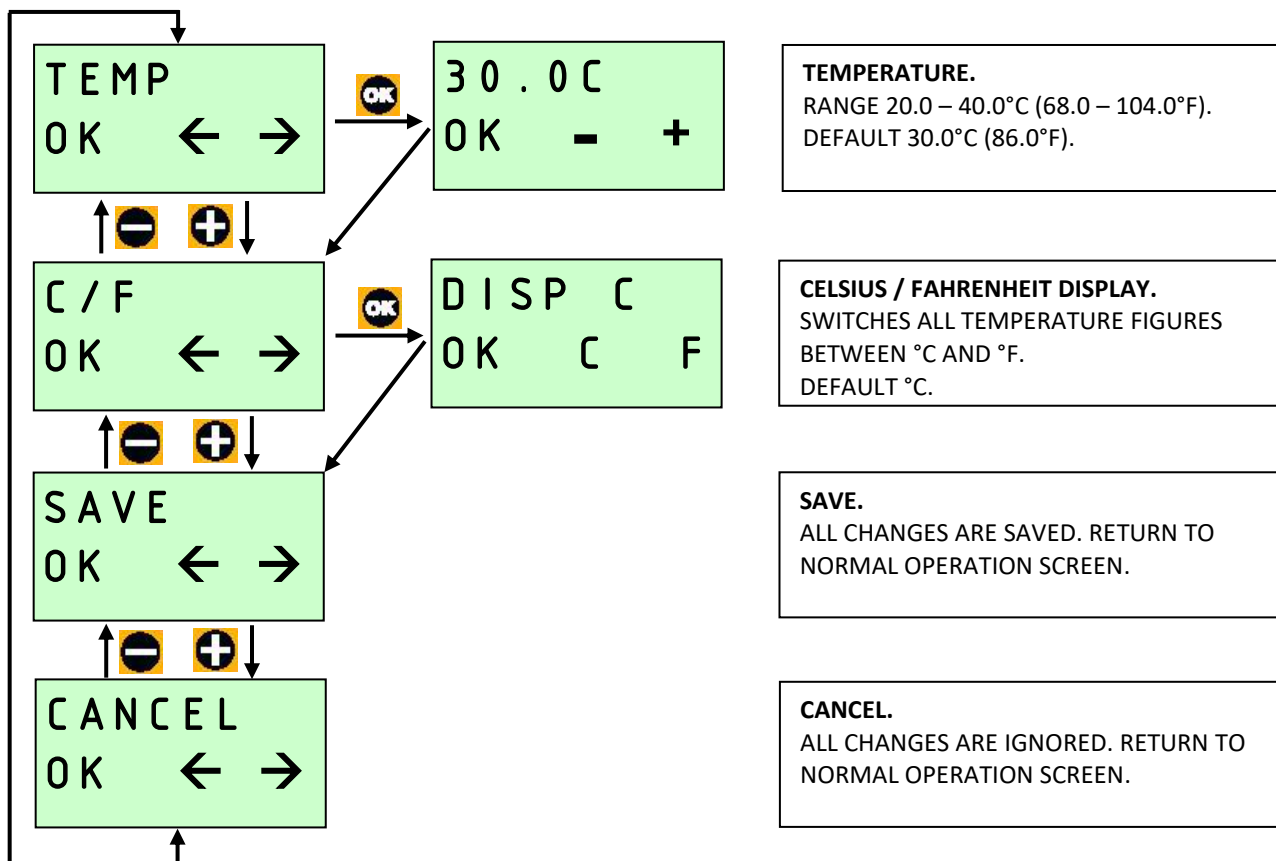 TEMP
OK ← →
OK
30.0C
OK - +
TEMPERATURE.
RANGE 20.0 – 40.0°C (68.0 – 104.0°F).
DEFAULT 30.0°C (86.0°F).
C/F
OK ← →
OK
DISP C
OK C F
CELSIUS / FAHRENHEIT DISPLAY.
SWITCHES ALL TEMPERATURE FIGURES
BETWEEN °C AND °F.
DEFAULT °C.
SAVE
OK ← →
SAVE.
ALL CHANGES ARE SAVED. RETURN TO
NORMAL OPERATION SCREEN.
CANCEL
OK ← →
CANCEL.
ALL CHANGES ARE IGNORED. RETURN TO
NORMAL OPERATION SCREEN.